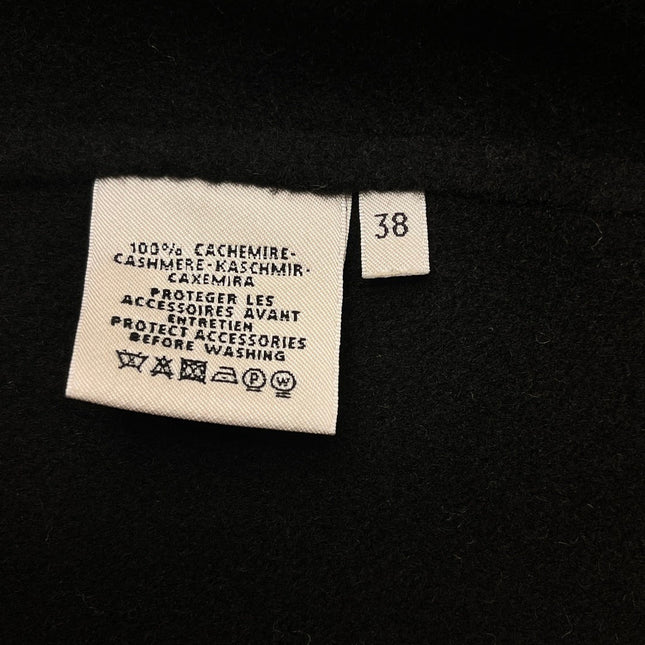 100% CACHEMIRE-
CASHMERE-KASCHMIR-
CAXEMIRA
PROTEGER LES
ACCESSOIRES AVANT
ENTRETIEN
PROTECT ACCESSORIES
BEFORE WASHING
P W
38